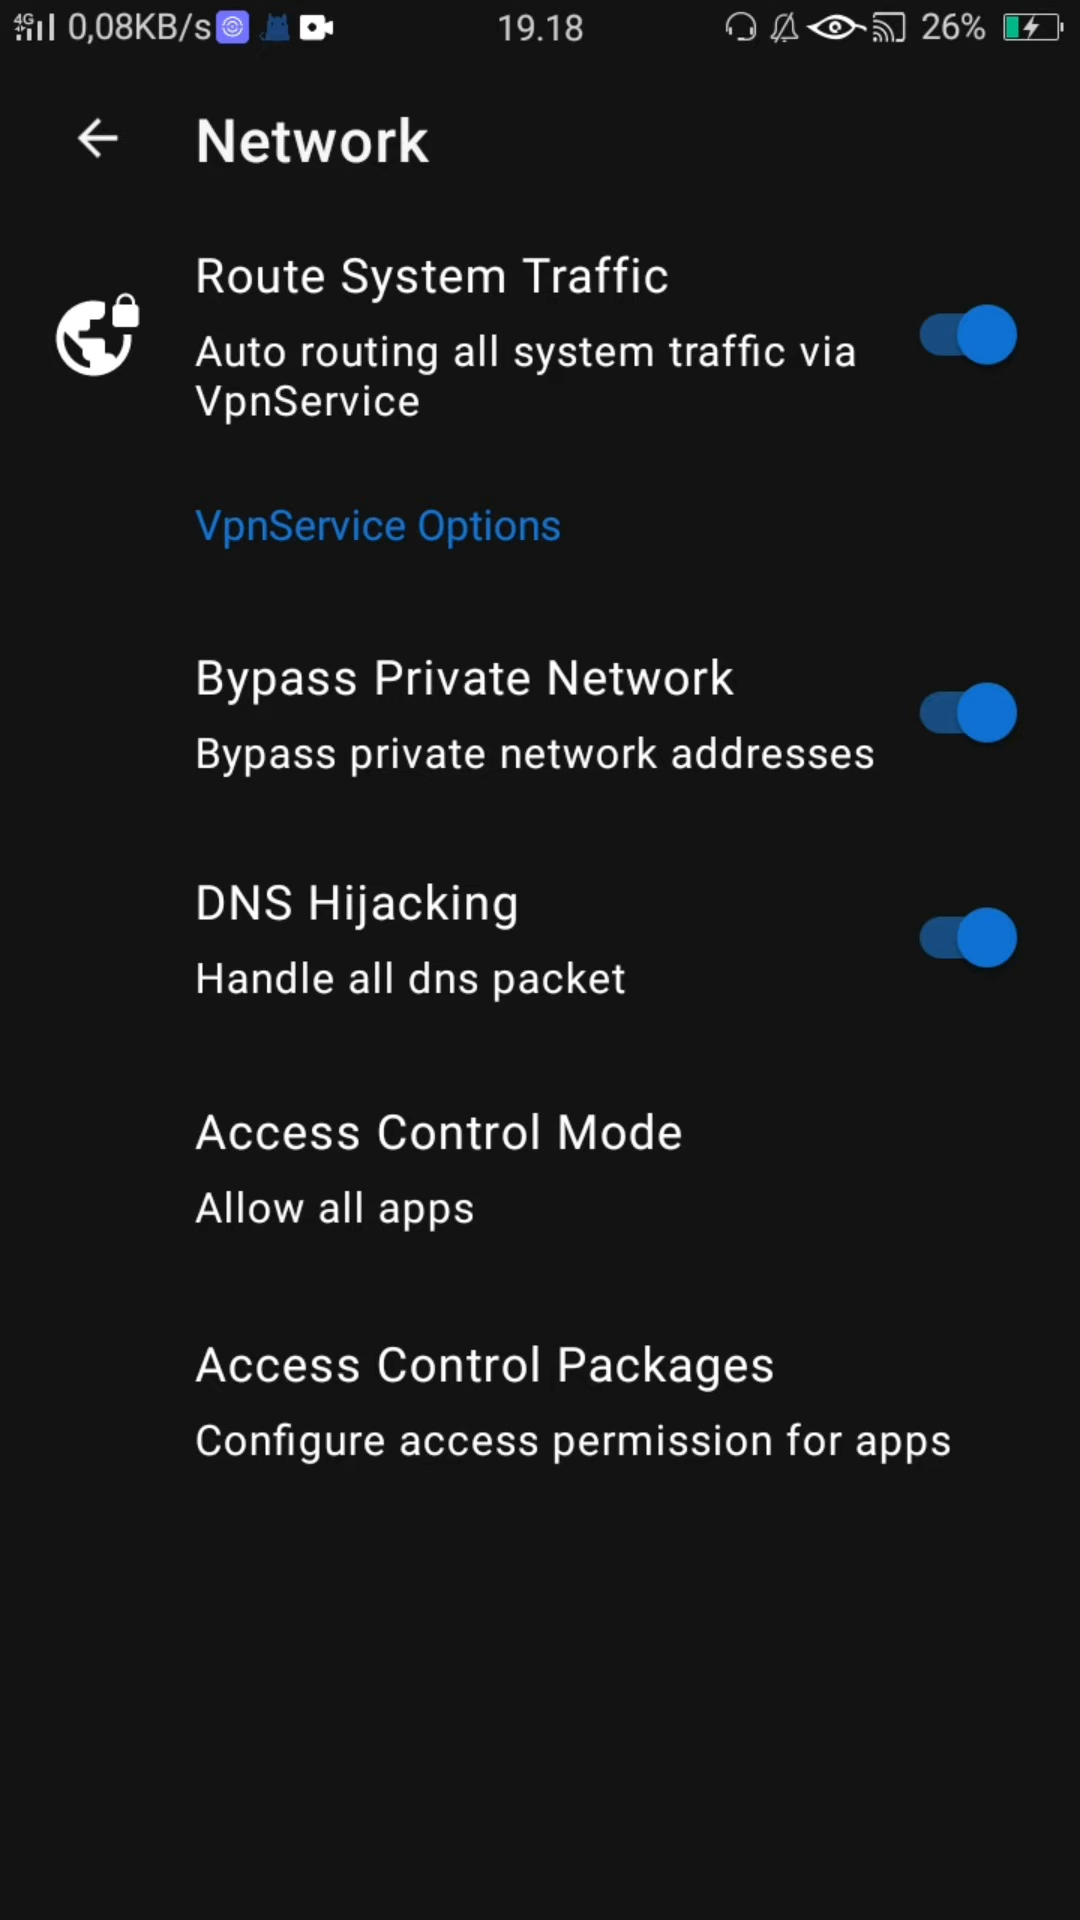 4G 0,08KB/s 19.18 26%
Network
Route System Traffic
Auto routing all system traffic via
VpnService
VpnService Options
Bypass Private Network
Bypass private network addresses
DNS Hijacking
Handle all dns packet
Access Control Mode
Allow all apps
Access Control Packages
Configure access permission for apps